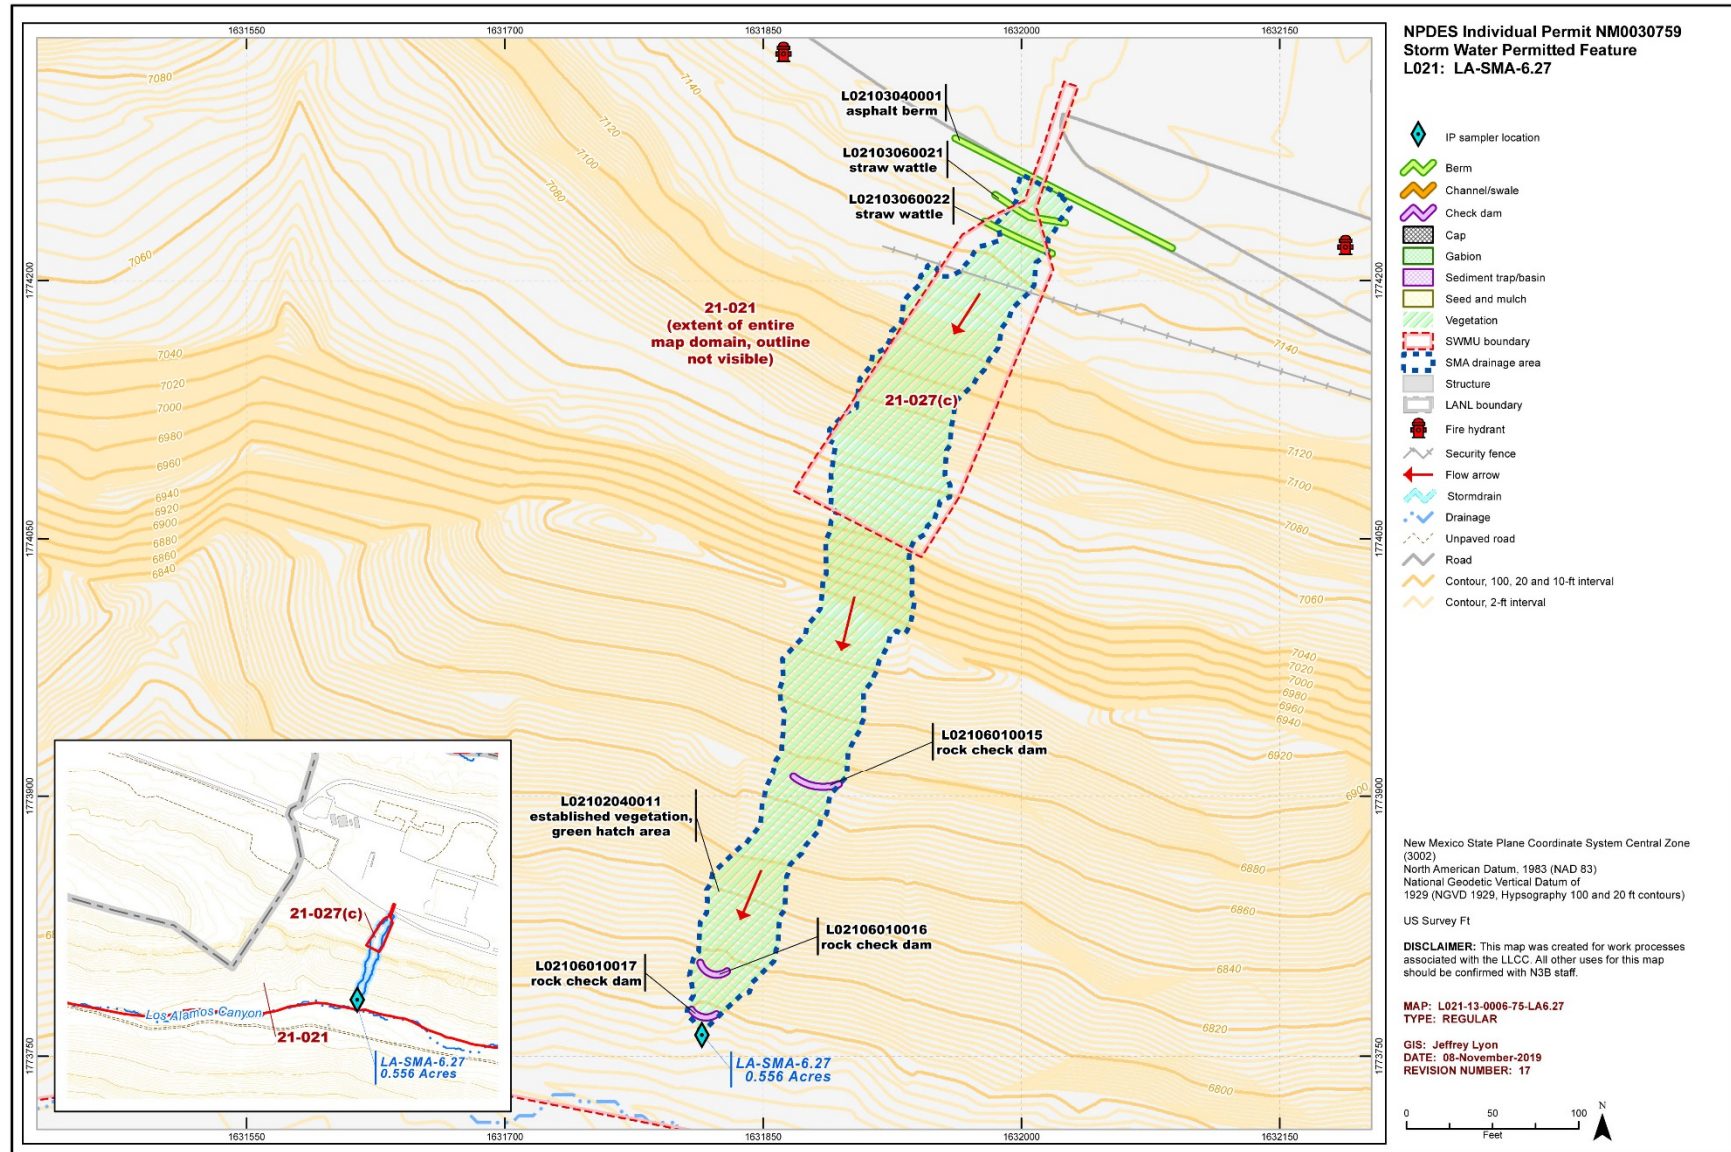 NPDES Individual Permit NM0030759
Storm Water Permitted Feature
L021: LA-SMA-6.27
IP sampler location
Berm
Channel/swale
Check dam
Cap
Gabion
Sediment trap/basin
Seed and mulch
Vegetation
SWMU boundary
SMA drainage area
Structure
LANL boundary
Fire hydrant
Security fence
Flow arrow
Stormdrain
Drainage
Unpaved road
Road
Contour, 100, 20 and 10-ft interval
Contour, 2-ft interval
New Mexico State Plane Coordinate System Central Zone
(3002)
North American Datum, 1983 (NAD 83)
National Geodetic Vertical Datum of
1929 (NGVD 1929, Hypsography 100 and 20 ft contours)
US Survey Ft
DISCLAIMER: This map was created for work processes
associated with the LLCC. All other uses for this map
should be confirmed with N3B staff.
MAP: L021-13-0006-75-LA6.27
TYPE: REGULAR
GIS: Jeffrey Lyon
DATE: 08-November-2019
REVISION NUMBER: 17
0 50 100
Feet
N
1631550 1631700 1631850 1632000 1632150
1774200
1774050
1773900
1773750
1774200
1774050
1773900
1773750
1631550 1631700 1631850 1632000 1632150
L02103040001
asphalt berm
L02103060021
straw wattle
L02103060022
straw wattle
21-021
(extent of entire
map domain, outline
not visible)
21-027(c)
L02106010015
rock check dam
L02102040011
established vegetation,
green hatch area
L02106010016
rock check dam
L02106010017
rock check dam
LA-SMA-6.27
0.556 Acres
7080
7060
7040
7020
7000
6980
6960
6940
6920
6900
6880
6860
6840
7140
7120
7100
7080
7140
7120
7100
7080
7060
7040
7020
7000
6980
6960
6940
6920
6900
6880
6860
6840
6820
6800
21-027(c)
Los Alamos Canyon
21-021
LA-SMA-6.27
0.556 Acres